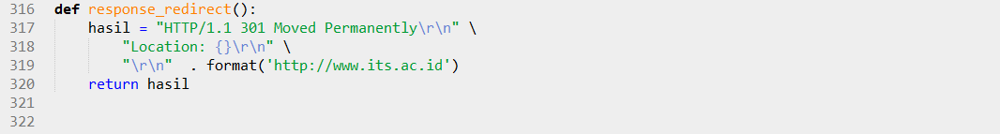 316 def response_redirect():
317     hasil = "HTTP/1.1 301 Moved Permanently\r\n" \
318         "Location: {}\r\n" \
319         "\r\n"  . format('http://www.its.ac.id')
320     return hasil
321
322